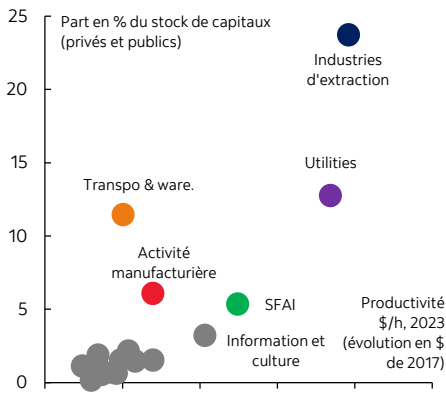 25
Part en % du stock de capitaux
(privés et publics)
Industries
d'extraction
20
15
Utilities
Transpo & ware.
10
Activité
manufacturière
5
SFAI
Productivité
$/h, 2023
(évolution en $
de 2017)
Information et
culture
0